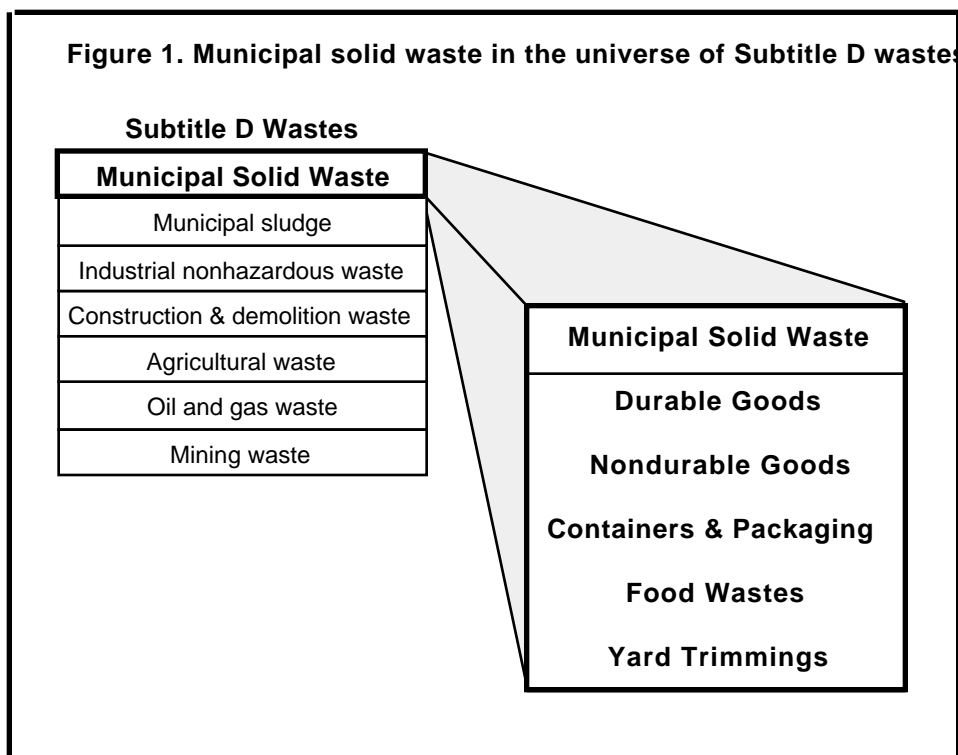 Figure 1. Municipal solid waste in the universe of Subtitle D wastes
Subtitle D Wastes
Municipal Solid Waste
Municipal sludge
Industrial nonhazardous waste
Construction & demolition waste
Agricultural waste
Oil and gas waste
Mining waste
Municipal Solid Waste
Durable Goods
Nondurable Goods
Containers & Packaging
Food Wastes
Yard Trimmings